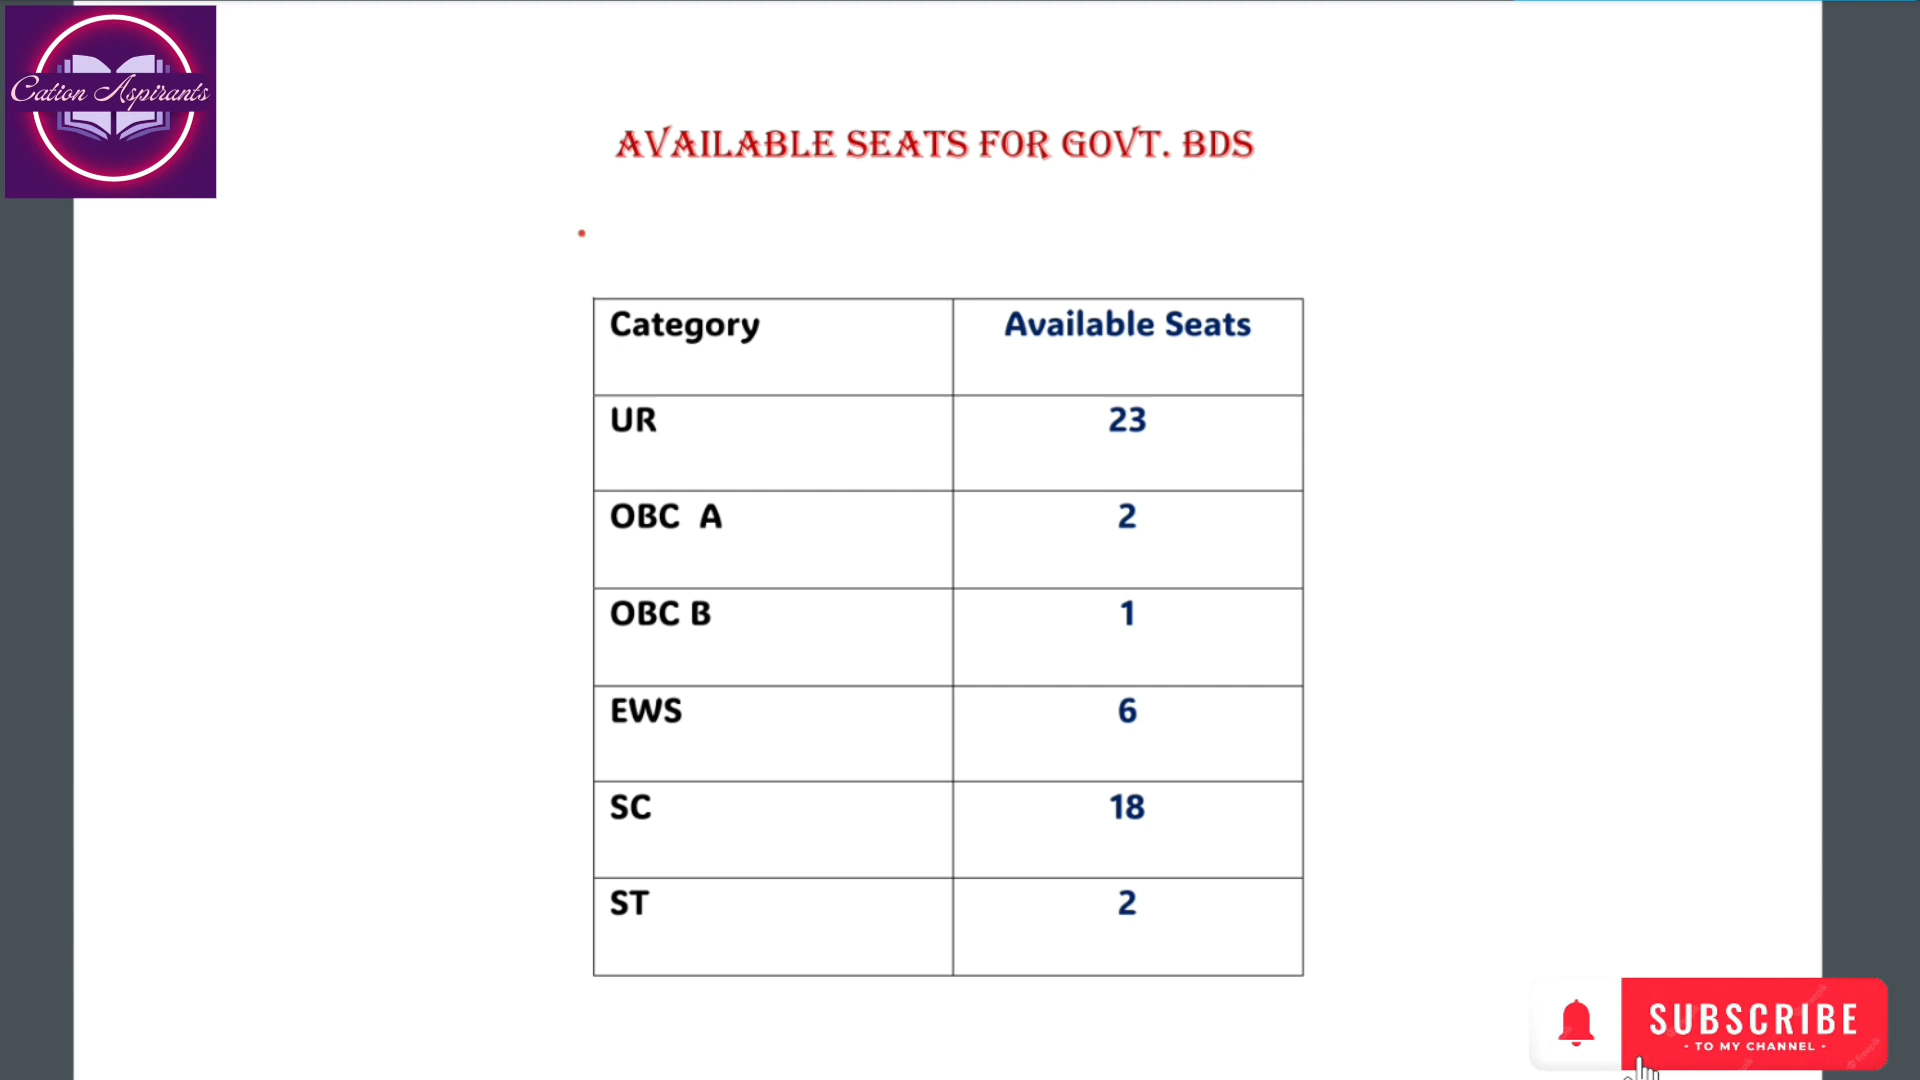 Cation Aspirants
AVAILABLE SEATS FOR GOVT. BDS
Category Available Seats
UR 23
OBC A 2
OBC B 1
EWS 6
SC 18
ST 2
SUBSCRIBE
- TO MY CHANNEL -